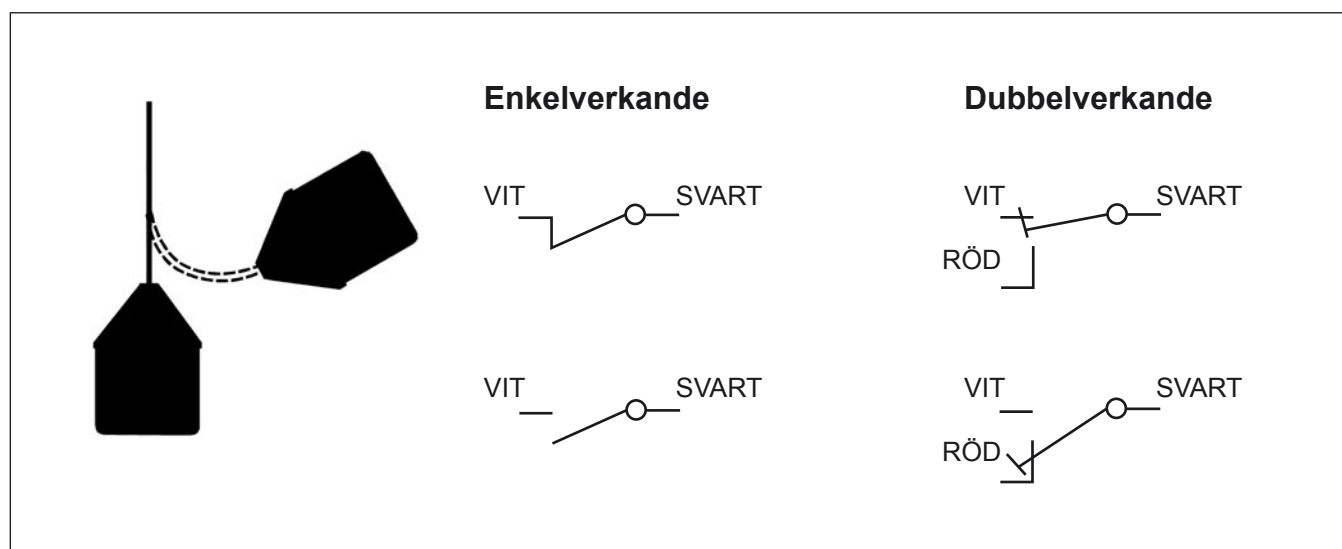 Enkelverkande
Dubbelverkande
VIT SVART
VIT SVART
RÖD
VIT SVART
VIT SVART
RÖD